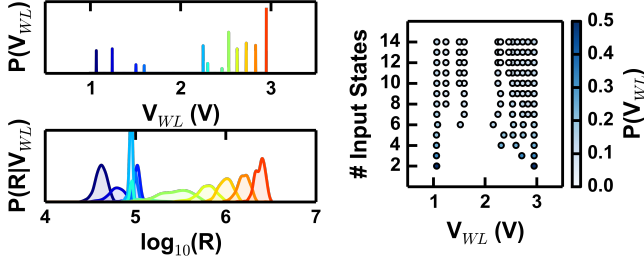 P(V_WL)
1 2 3
V_WL (V)
P(R|V_WL)
4 5 6 7
log10(R)
# Input States
14
12
10
8
6
4
2
1 2 3
V_WL (V)
0.5
0.4
0.3
0.2
0.1
0.0
P(V_WL)